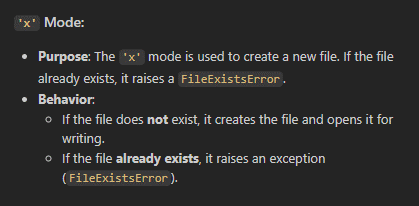 'x' Mode:
• Purpose: The 'x' mode is used to create a new file. If the file
already exists, it raises a FileExistsError.
• Behavior:
◦ If the file does not exist, it creates the file and opens it for
writing.
◦ If the file already exists, it raises an exception
(FileExistsError).